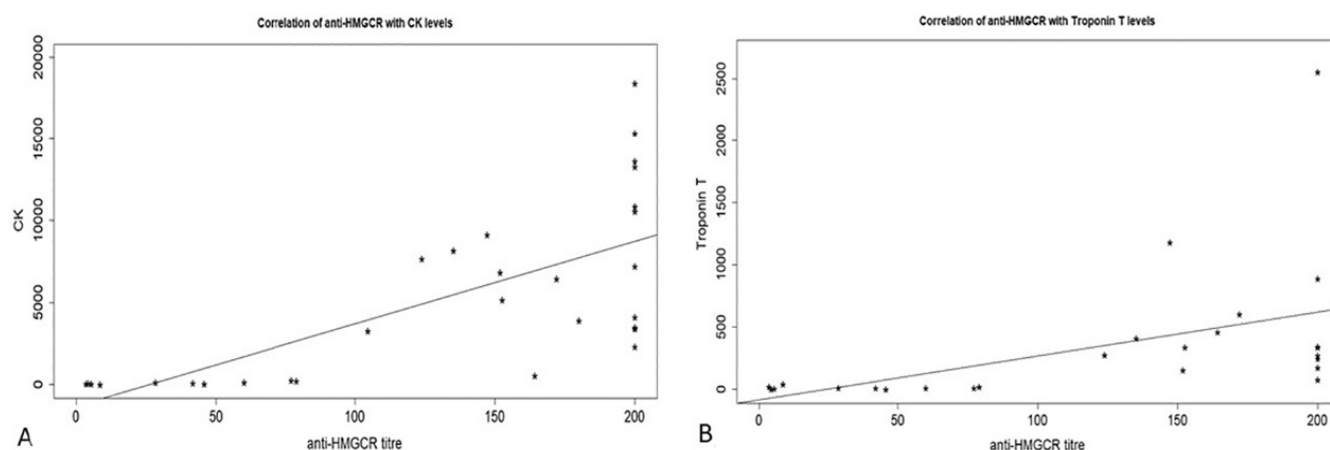 Correlation of anti-HMGCR with CK levels
20000
15000
10000
5000
0
CK
0 50 100 150 200
anti-HMGCR titre
A
Correlation of anti-HMGCR with Troponin T levels
2500
2000
1500
1000
500
0
Troponin T
0 50 100 150 200
anti-HMGCR titre
B